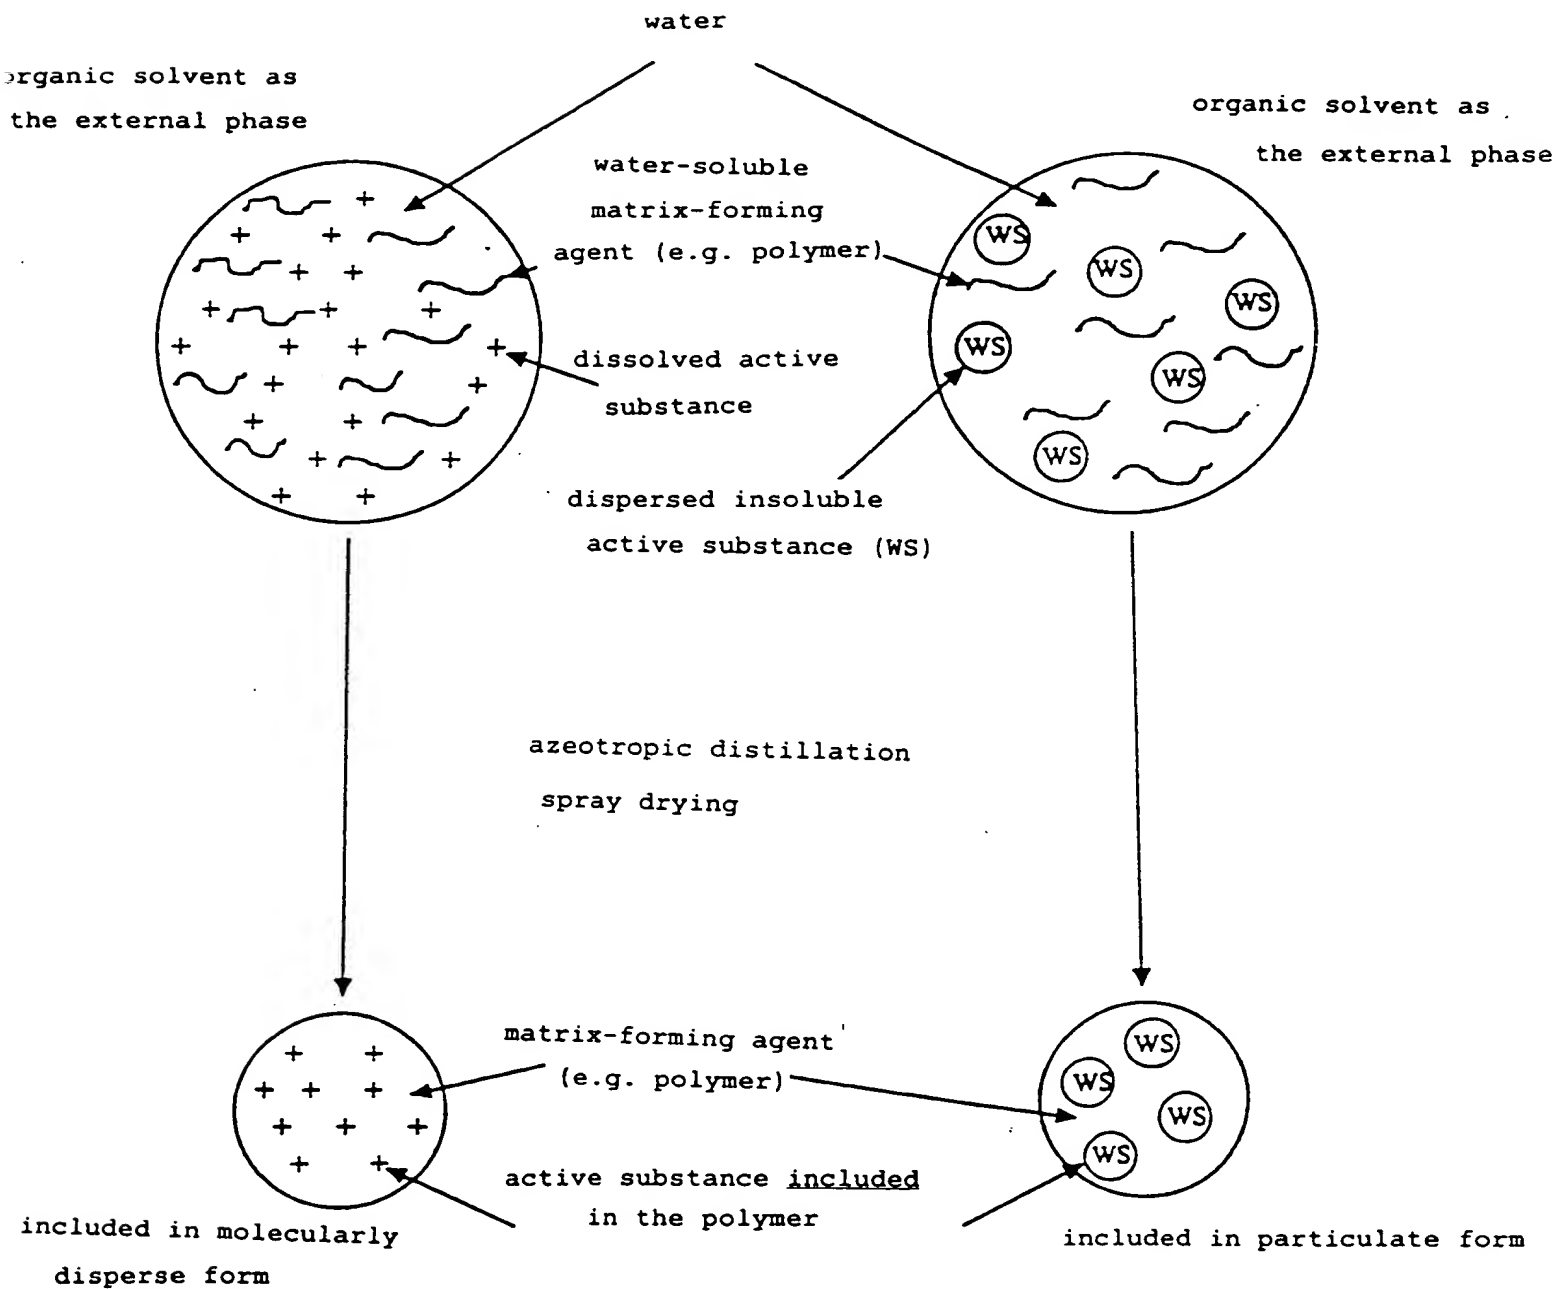 water
organic solvent as
the external phase
organic solvent as
the external phase
water-soluble
matrix-forming
agent (e.g. polymer)
dissolved active
substance
dispersed insoluble
active substance (WS)
WS
WS
WS
WS
WS
WS
azeotropic distillation
spray drying
matrix-forming agent
(e.g. polymer)
WS
WS
WS
WS
active substance included
in the polymer
included in molecularly
disperse form
included in particulate form